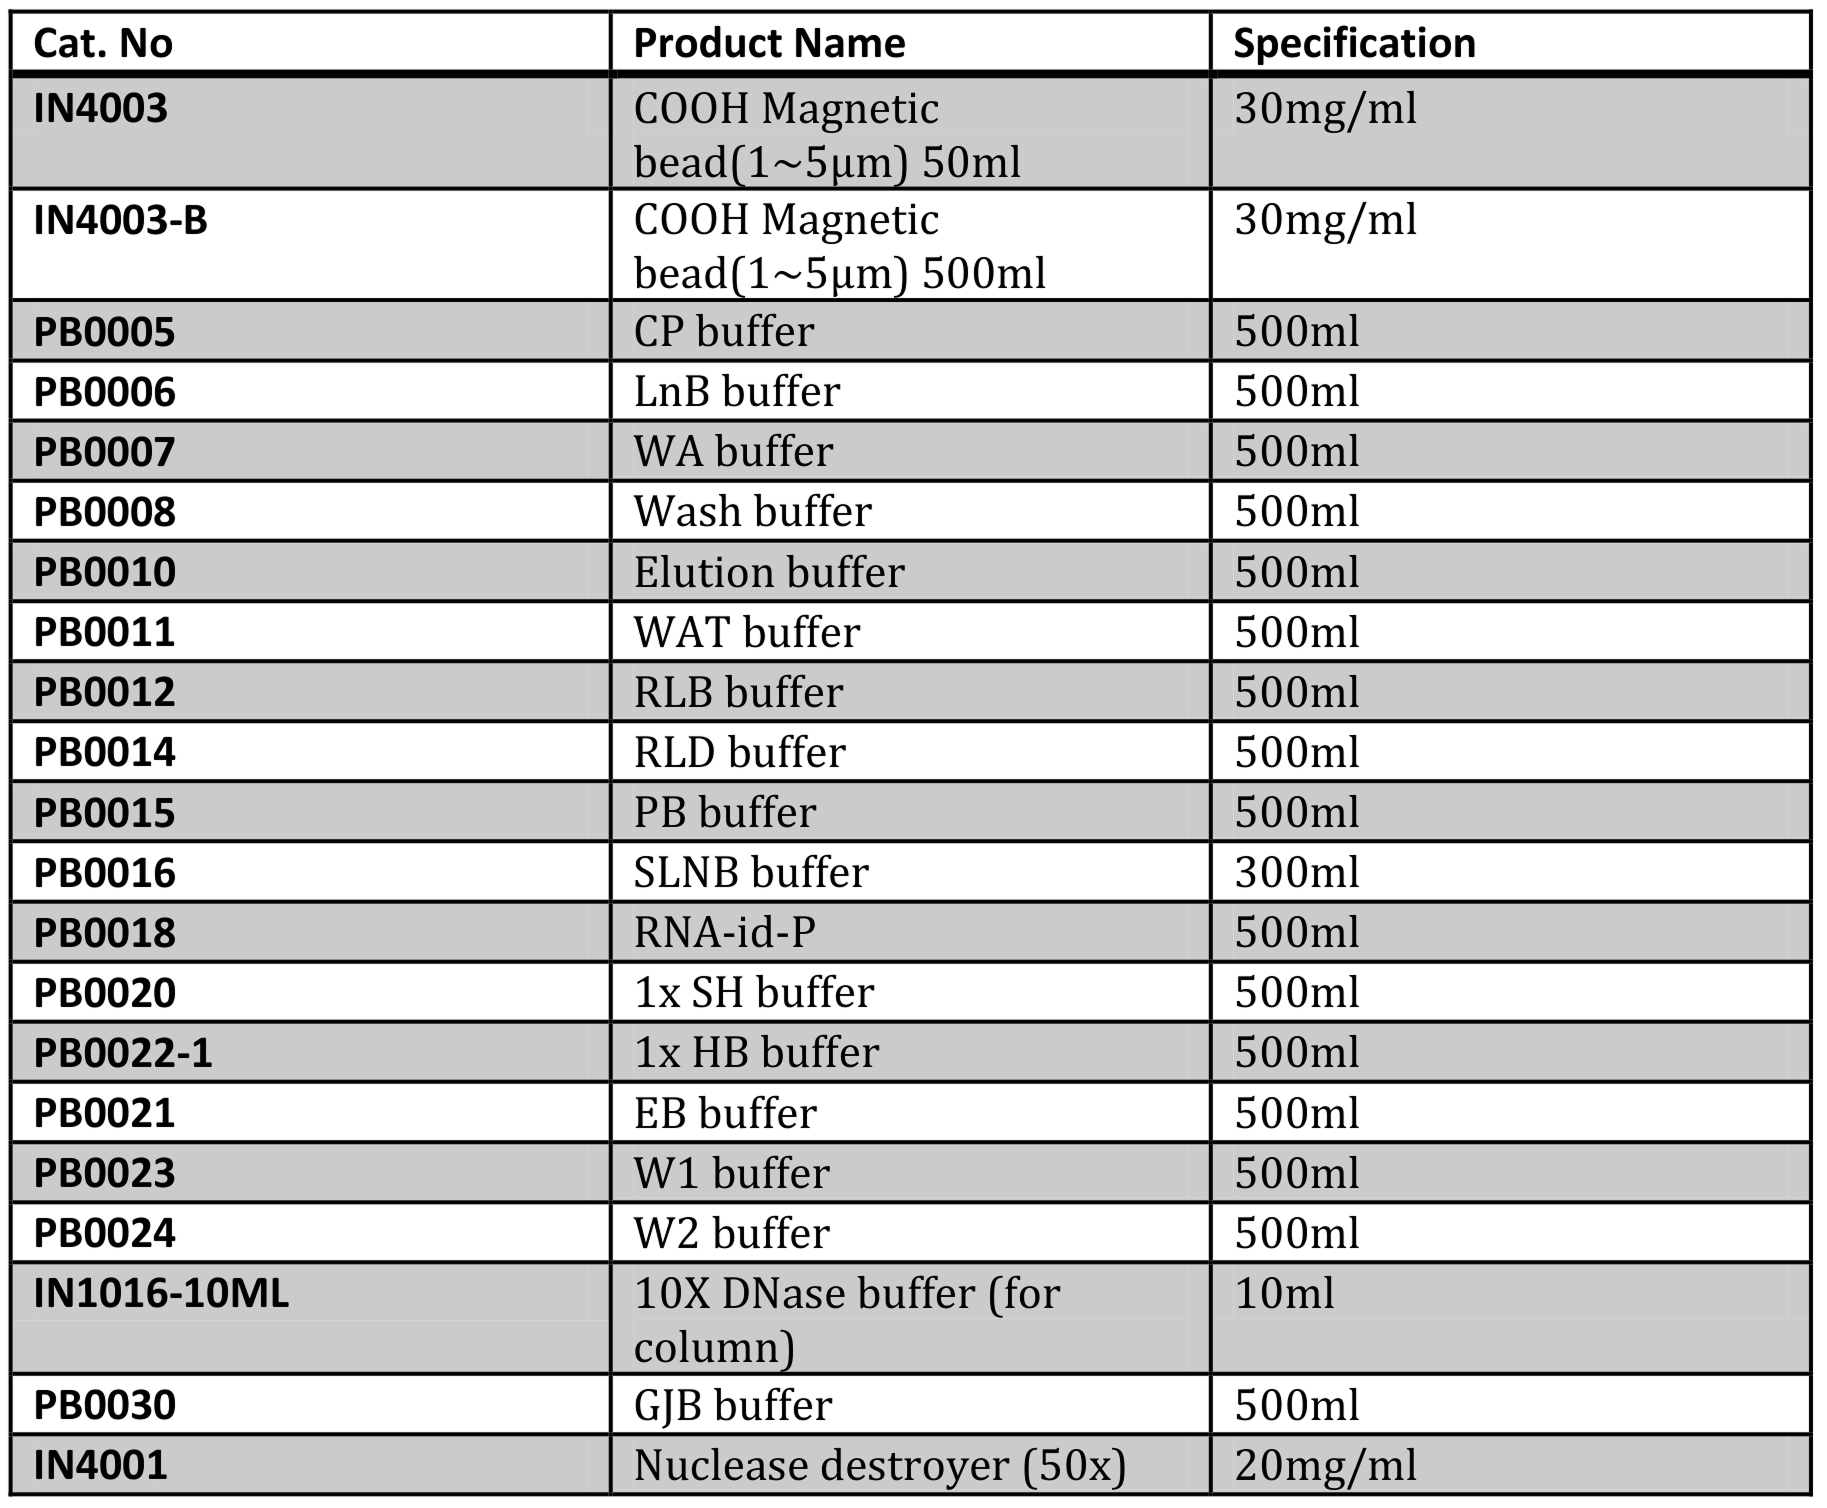 Cat. No Product Name Specification
IN4003 COOH Magnetic 30mg/ml
bead(1~5µm) 50ml
IN4003-B COOH Magnetic 30mg/ml
bead(1~5µm) 500ml
PB0005 CP buffer 500ml
PB0006 LnB buffer 500ml
PB0007 WA buffer 500ml
PB0008 Wash buffer 500ml
PB0010 Elution buffer 500ml
PB0011 WAT buffer 500ml
PB0012 RLB buffer 500ml
PB0014 RLD buffer 500ml
PB0015 PB buffer 500ml
PB0016 SLNB buffer 300ml
PB0018 RNA-id-P 500ml
PB0020 1x SH buffer 500ml
PB0022-1 1x HB buffer 500ml
PB0021 EB buffer 500ml
PB0023 W1 buffer 500ml
PB0024 W2 buffer 500ml
IN1016-10ML 10X DNase buffer (for 10ml
column)
PB0030 GJB buffer 500ml
IN4001 Nuclease destroyer (50x) 20mg/ml